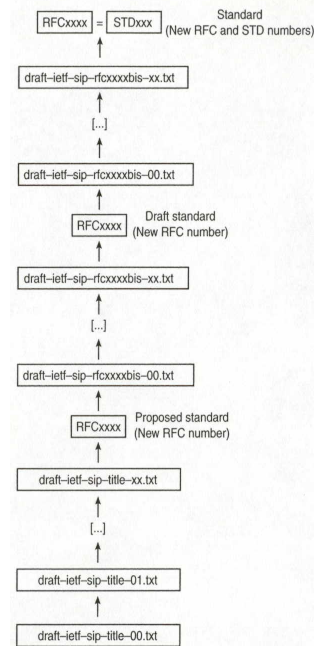 RFCxxxx = STDxxx Standard
(New RFC and STD numbers)
draft–ietf–sip–rfcxxxxbis–xx.txt
[...]
draft–ietf–sip–rfcxxxxbis–00.txt
RFCxxxx Draft standard
(New RFC number)
draft–ietf–sip–rfcxxxxbis–xx.txt
[...]
draft–ietf–sip–rfcxxxxbis–00.txt
RFCxxxx Proposed standard
(New RFC number)
draft–ietf–sip–title–xx.txt
[...]
draft–ietf–sip–title–01.txt
draft–ietf–sip–title–00.txt